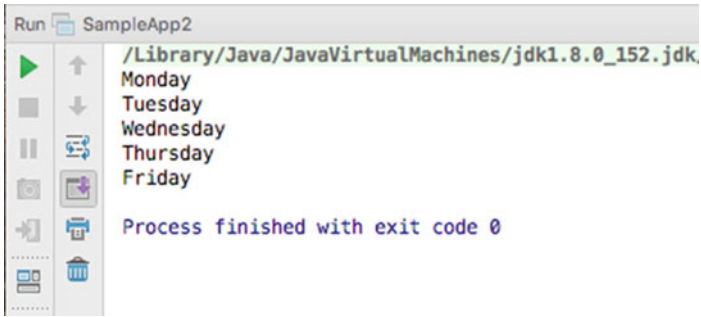 Run SampleApp2
/Library/Java/JavaVirtualMachines/jdk1.8.0_152.jdk/
Monday
Tuesday
Wednesday
Thursday
Friday
Process finished with exit code 0